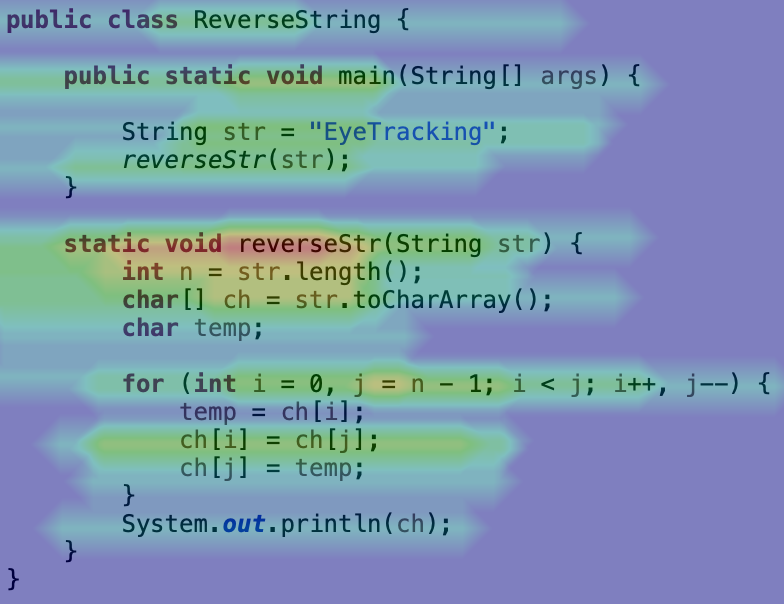 public class ReverseString {
public static void main(String[] args) {
String str = "EyeTracking";
reverseStr(str);
}
static void reverseStr(String str) {
int n = str.length();
char[] ch = str.toCharArray();
char temp;
for (int i = 0, j = n - 1; i < j; i++, j--) {
temp = ch[i];
ch[i] = ch[j];
ch[j] = temp;
}
System.out.println(ch);
}
}